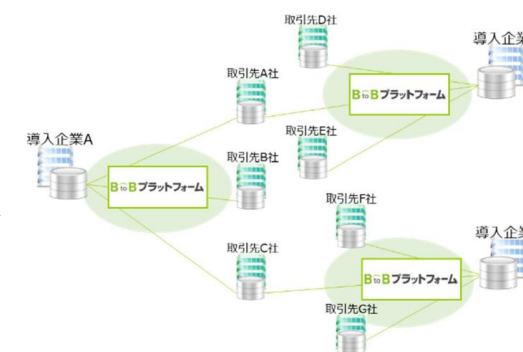 取引先D社
導入企業
取引先A社
BtoBプラットフォーム
取引先E社
導入企業A
取引先B社
BtoBプラットフォーム
取引先F社
導入企業
取引先C社
BtoBプラットフォーム
取引先G社